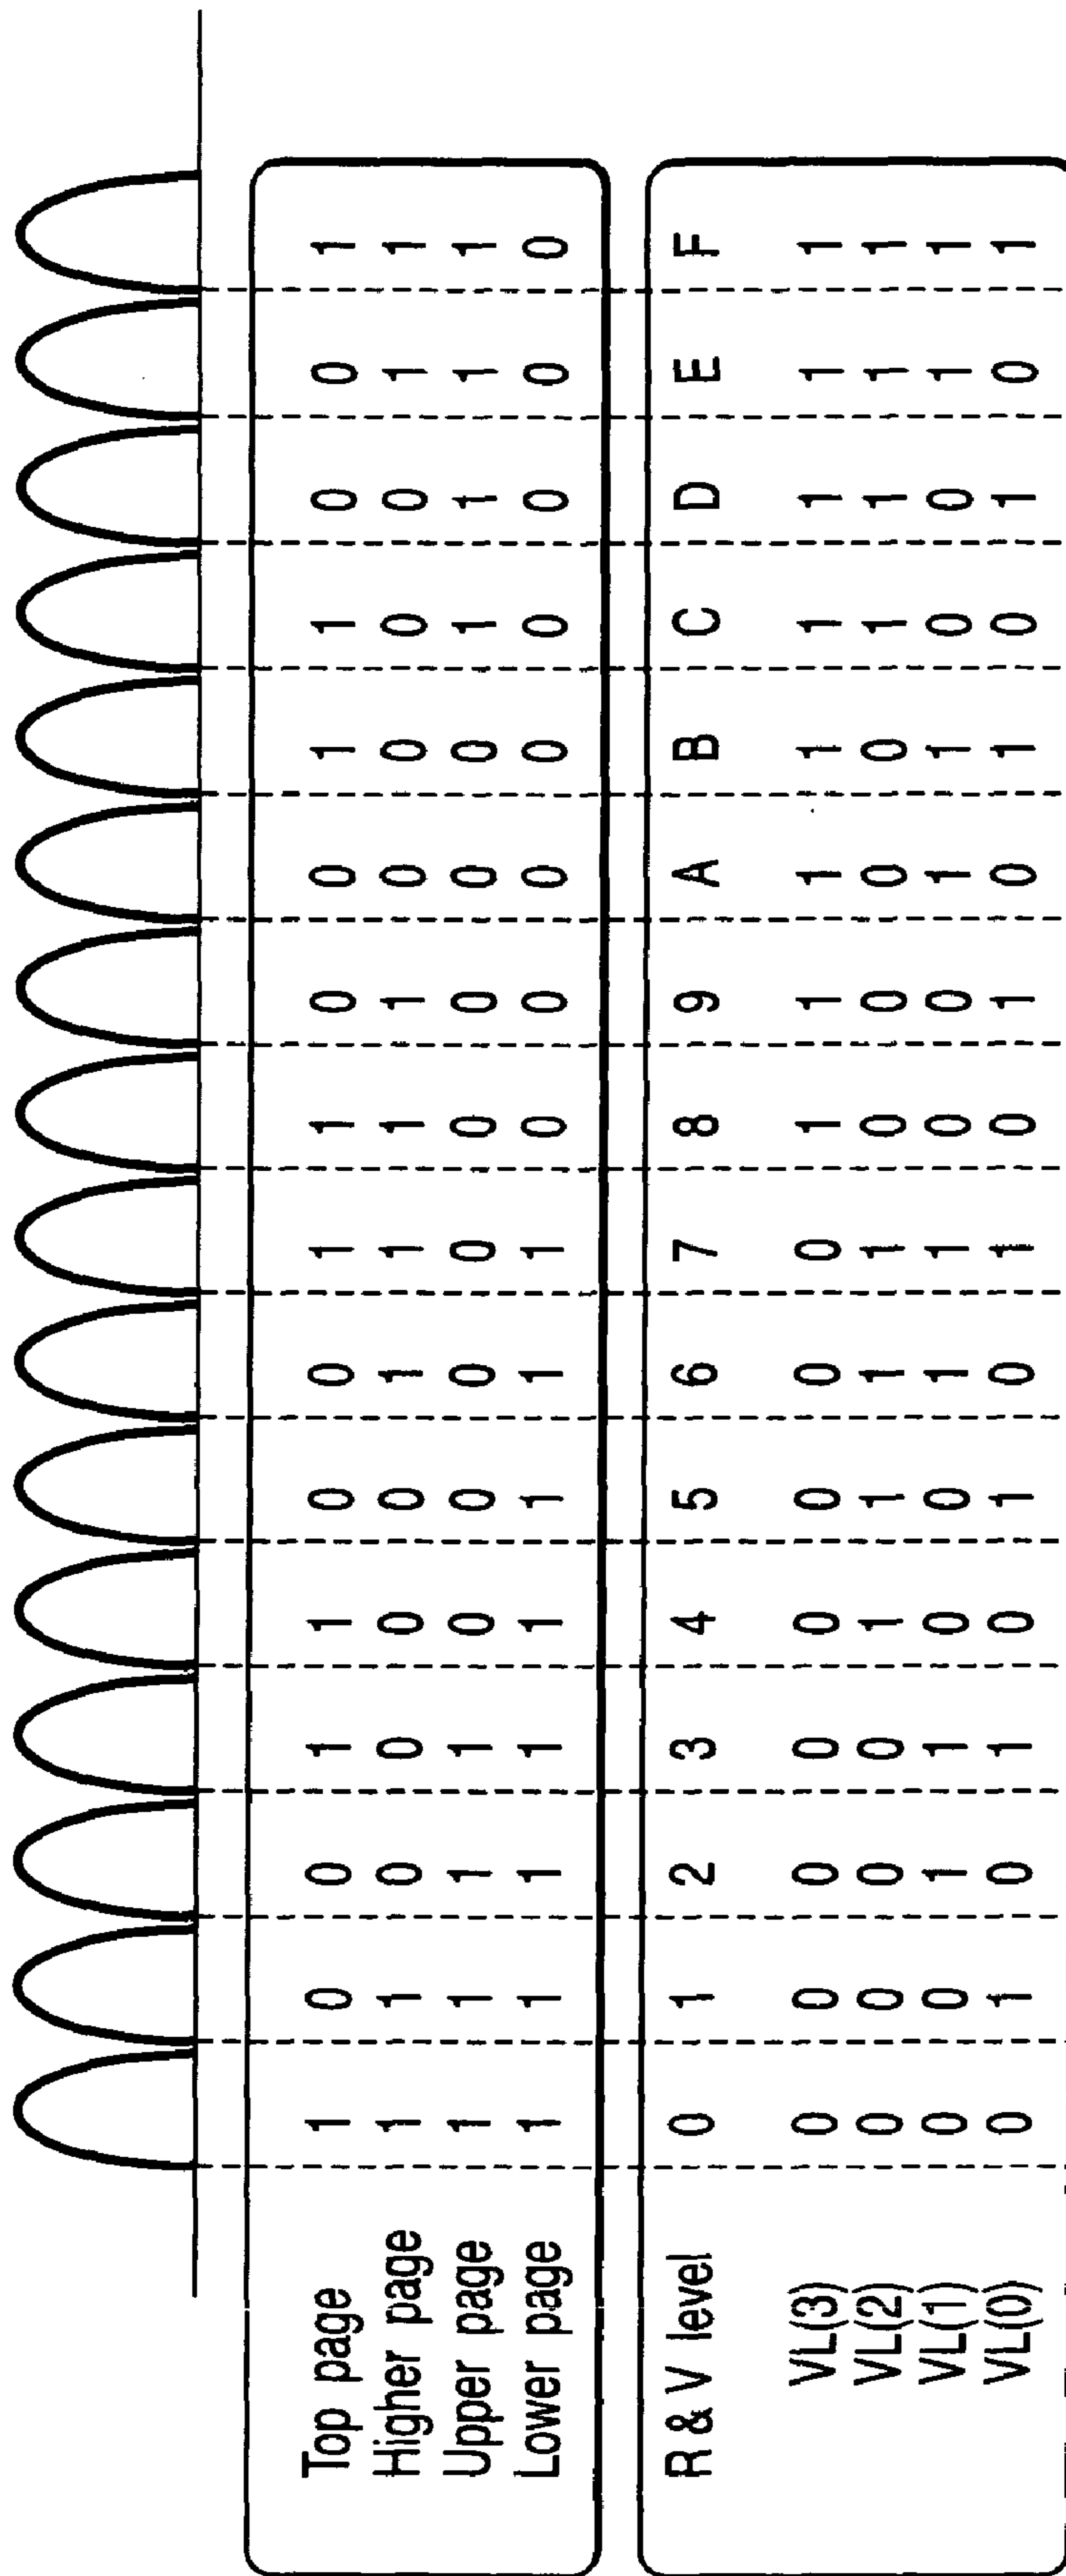 Top page 1 0 0 1 1 0 0 1 1 0 0 1 1 0 0 1
Higher page 1 1 0 0 0 0 1 1 1 1 0 0 0 0 1 1
Upper page 1 1 1 1 0 0 0 0 0 0 0 0 1 1 1 1
Lower page 1 1 1 1 1 1 1 1 0 0 0 0 0 0 0 0
R & V level 0 1 2 3 4 5 6 7 8 9 A B C D E F
VL(3) 0 0 0 0 0 0 0 0 1 1 1 1 1 1 1 1
VL(2) 0 0 0 0 1 1 1 1 0 0 0 0 1 1 1 1
VL(1) 0 0 1 1 0 0 1 1 0 0 1 1 0 0 1 1
VL(0) 0 1 0 1 0 1 0 1 0 1 0 1 0 1 0 1